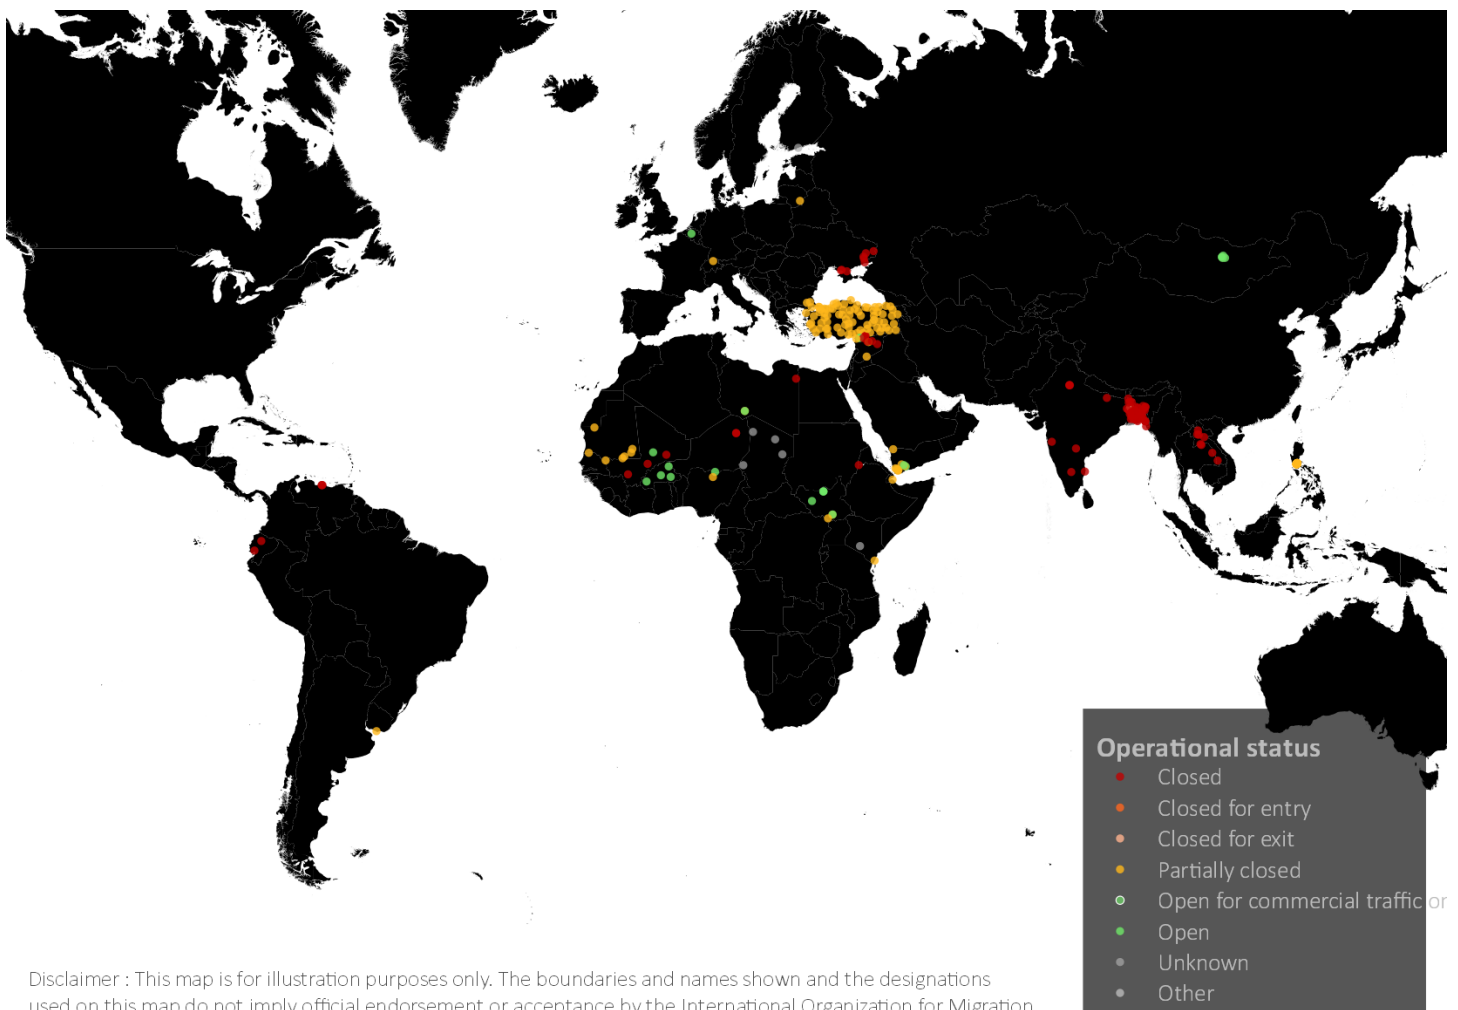 Operational status
Closed
Closed for entry
Closed for exit
Partially closed
Open for commercial traffic or
Open
Unknown
Other
Disclaimer : This map is for illustration purposes only. The boundaries and names shown and the designations
used on this map do not imply official endorsement or acceptance by the International Organization for Migration